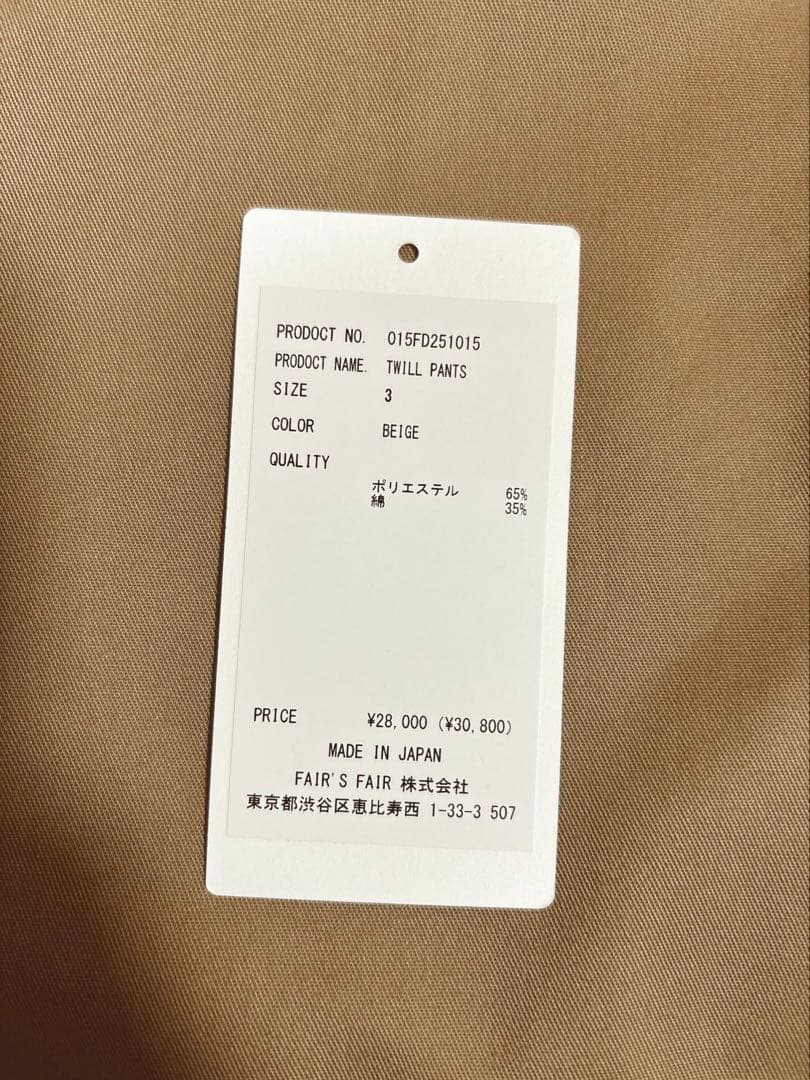 PRODOCT NO. 015FD251015
PRODOCT NAME. TWILL PANTS
SIZE 3
COLOR BEIGE
QUALITY
ポリエステル 65%
綿 35%
PRICE ¥28,000 (¥30,800)
MADE IN JAPAN
FAIR'S FAIR 株式会社
東京都渋谷区恵比寿西 1-33-3 507